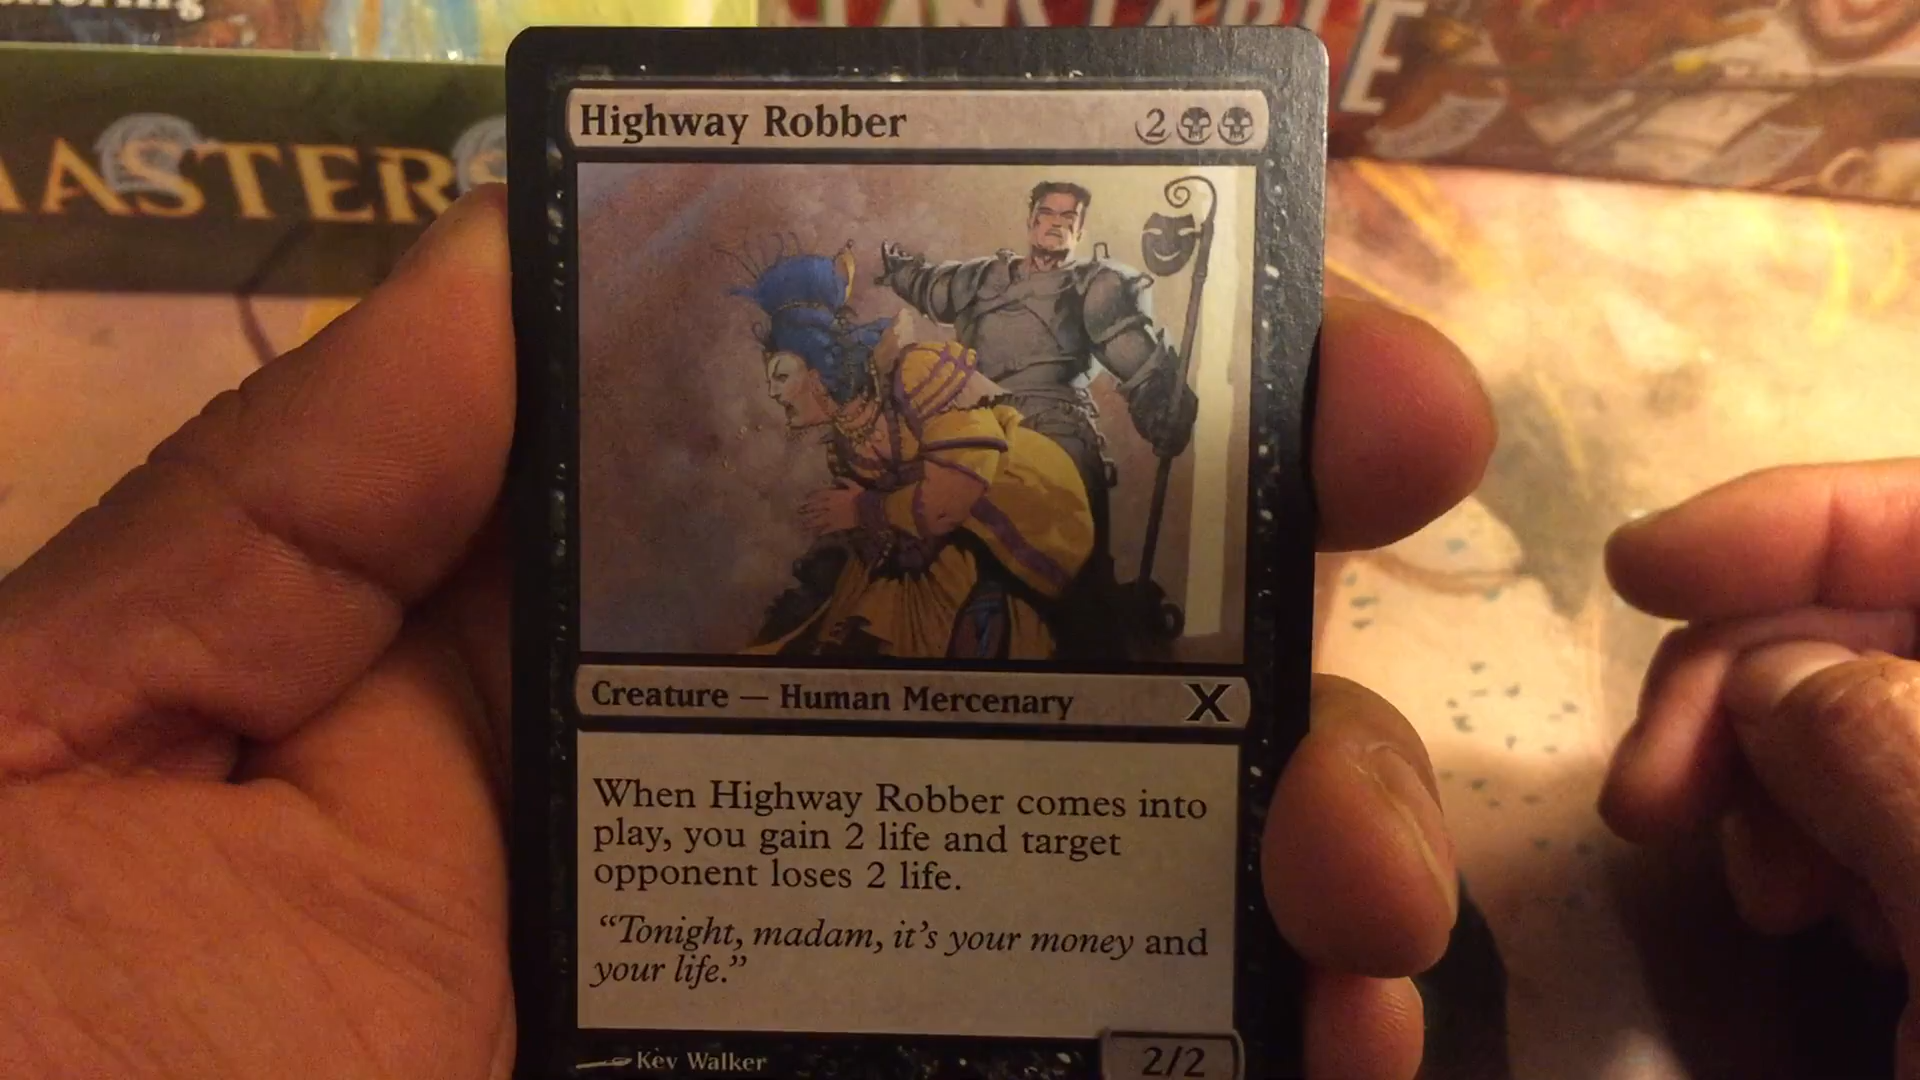 MASTERS
Highway Robber 2
Creature — Human Mercenary X
When Highway Robber comes into
play, you gain 2 life and target
opponent loses 2 life.
“Tonight, madam, it’s your money and
your life.”
Kev Walker
2/2